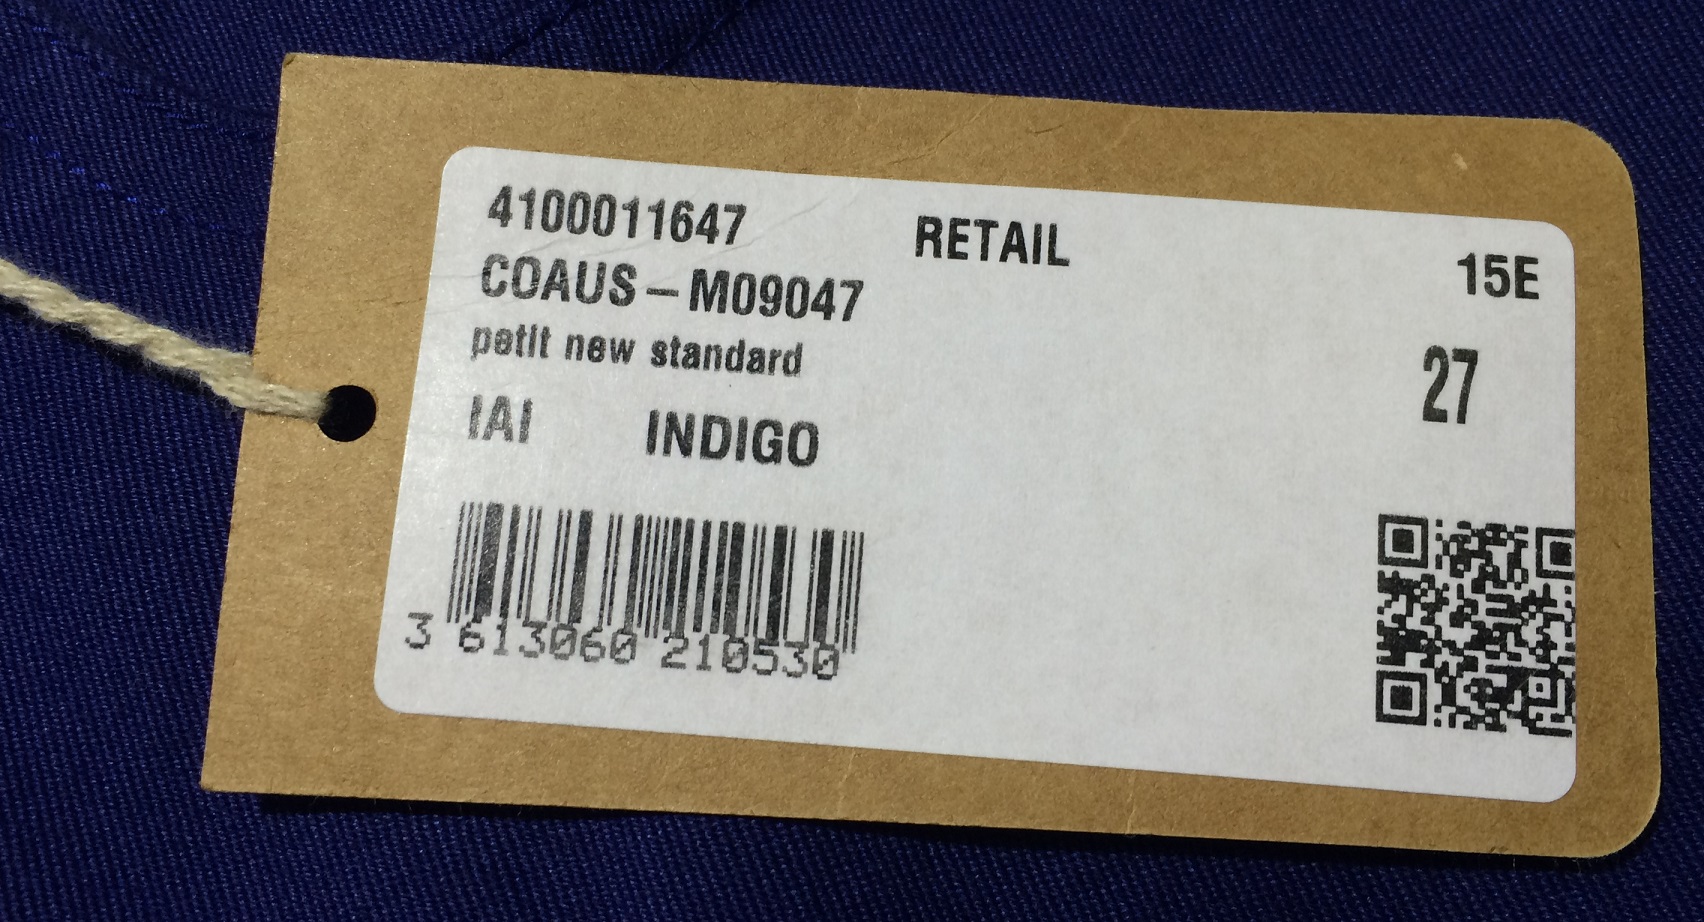 4100011647 RETAIL 15E
COAUS-M09047
petit new standard
27
IAI INDIGO
3 613060 210530